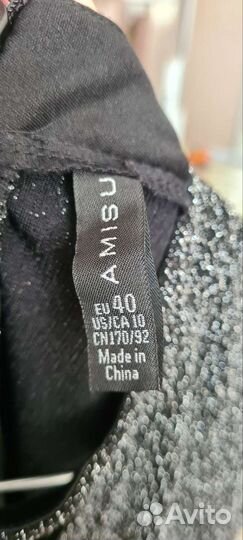 AMISU
EU 40
US/CA 10
CN170/92
Made in
China
Avito